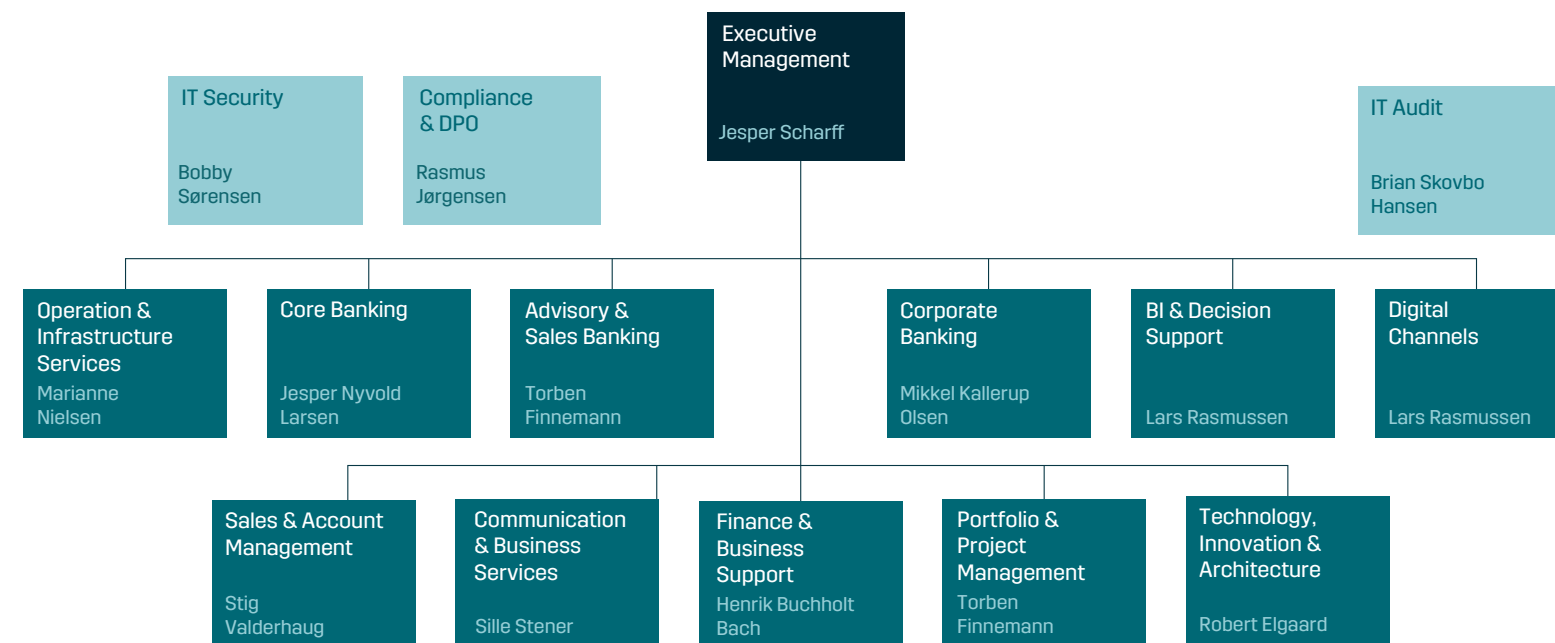 Executive
Management
Jesper Scharff
IT Security
Bobby
Sørensen
Compliance
& DPO
Rasmus
Jørgensen
IT Audit
Brian Skovbo
Hansen
Operation &
Infrastructure
Services
Marianne
Nielsen
Core Banking
Jesper Nyvold
Larsen
Advisory &
Sales Banking
Torben
Finnemann
Corporate
Banking
Mikkel Kallerup
Olsen
BI & Decision
Support
Lars Rasmussen
Digital
Channels
Lars Rasmussen
Sales & Account
Management
Stig
Valderhaug
Communication
& Business
Services
Sille Stener
Finance &
Business
Support
Henrik Buchholt
Bach
Portfolio &
Project
Management
Torben
Finnemann
Technology,
Innovation &
Architecture
Robert Elgaard